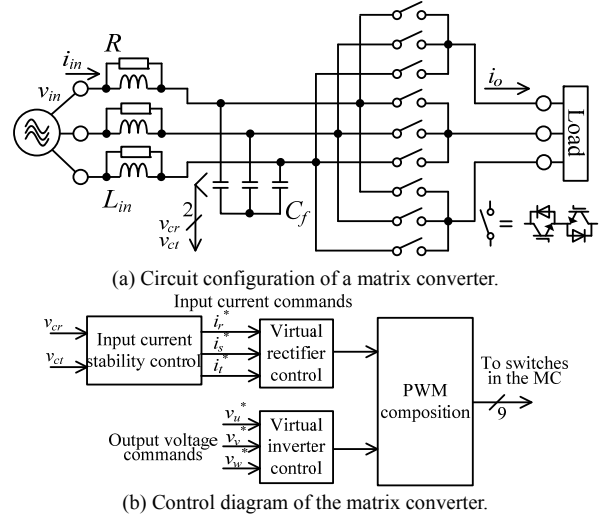 R
i_in
v_in
L_in
2
v_cr
v_ct
C_f
i_o
Load
=
(a) Circuit configuration of a matrix converter.
Input current commands
v_cr
v_ct
Input current
stability control
i_r*
i_s*
i_t*
Virtual
rectifier
control
PWM
composition
To switches
in the MC
9
Output voltage
commands
v_u*
v_v*
v_w*
Virtual
inverter
control
(b) Control diagram of the matrix converter.